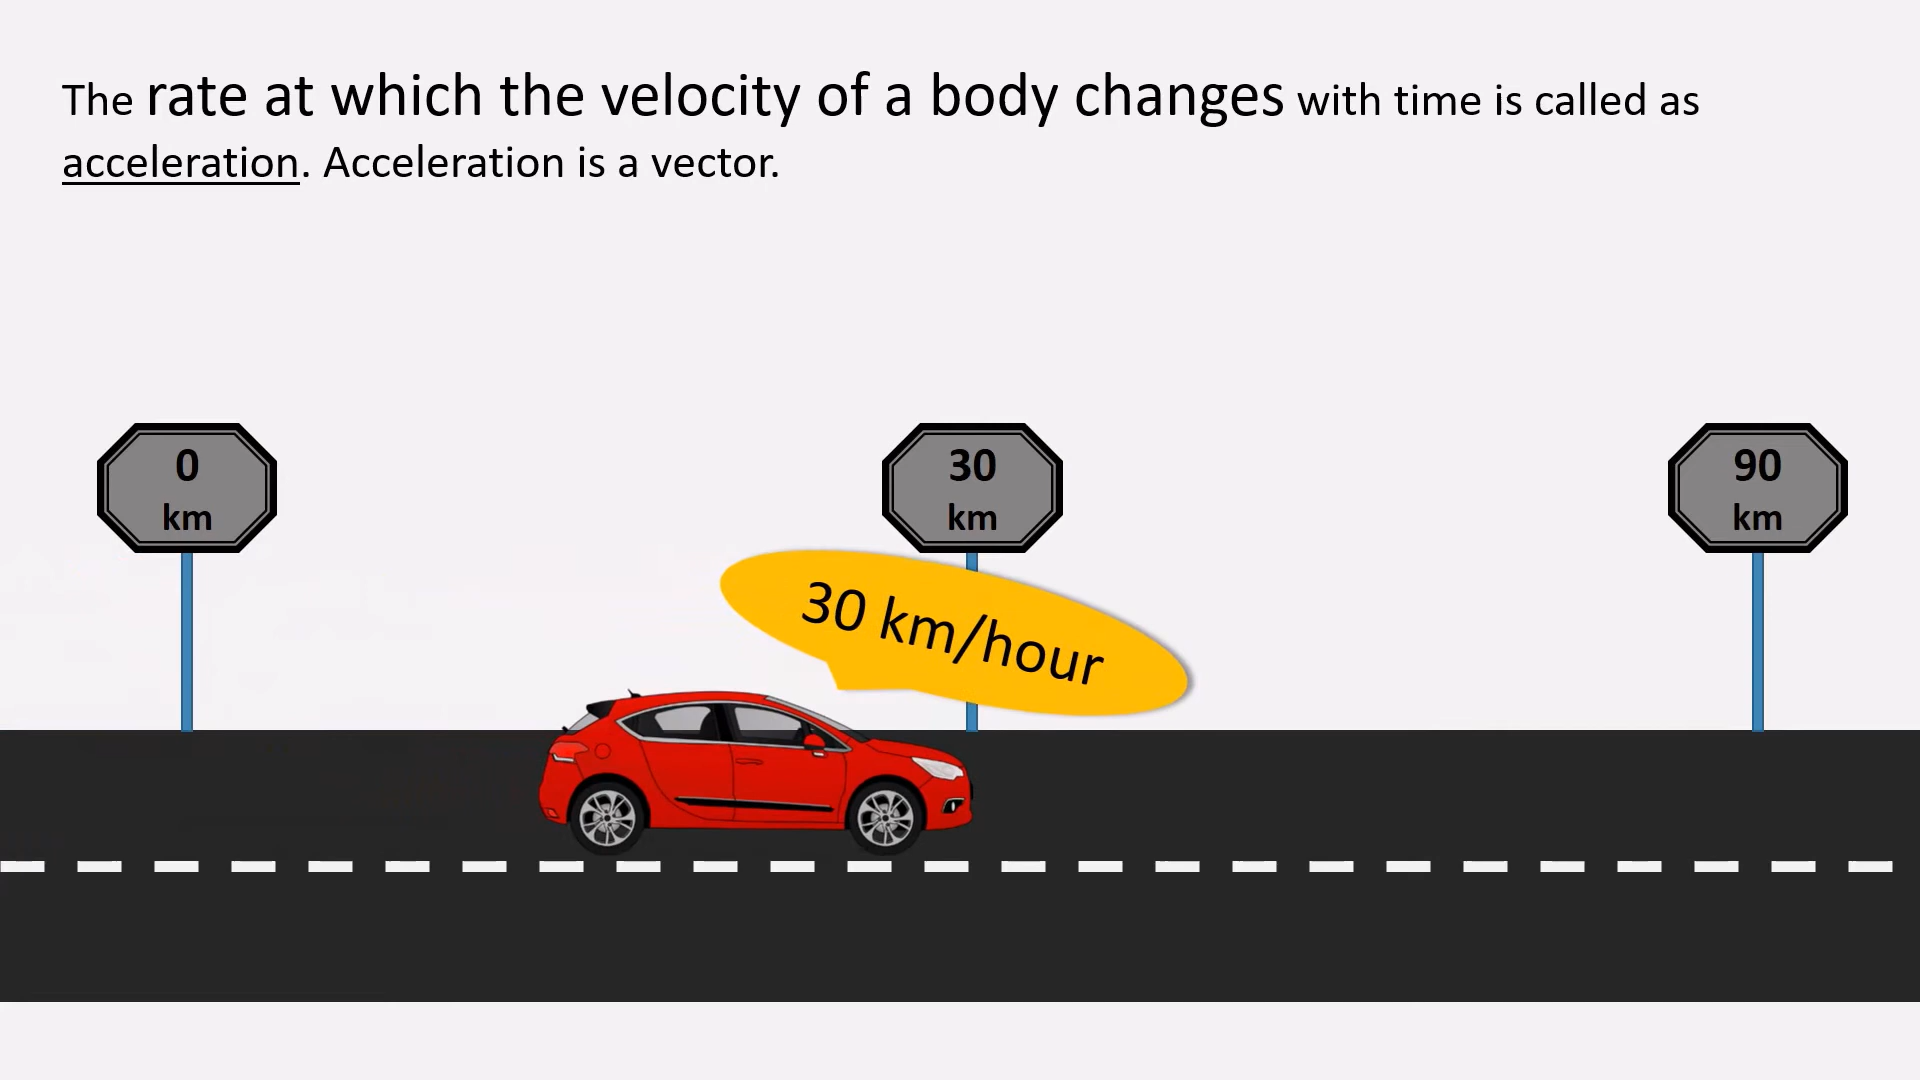 The rate at which the velocity of a body changes with time is called as
acceleration. Acceleration is a vector.
0
km
30
km
90
km
30 km/hour